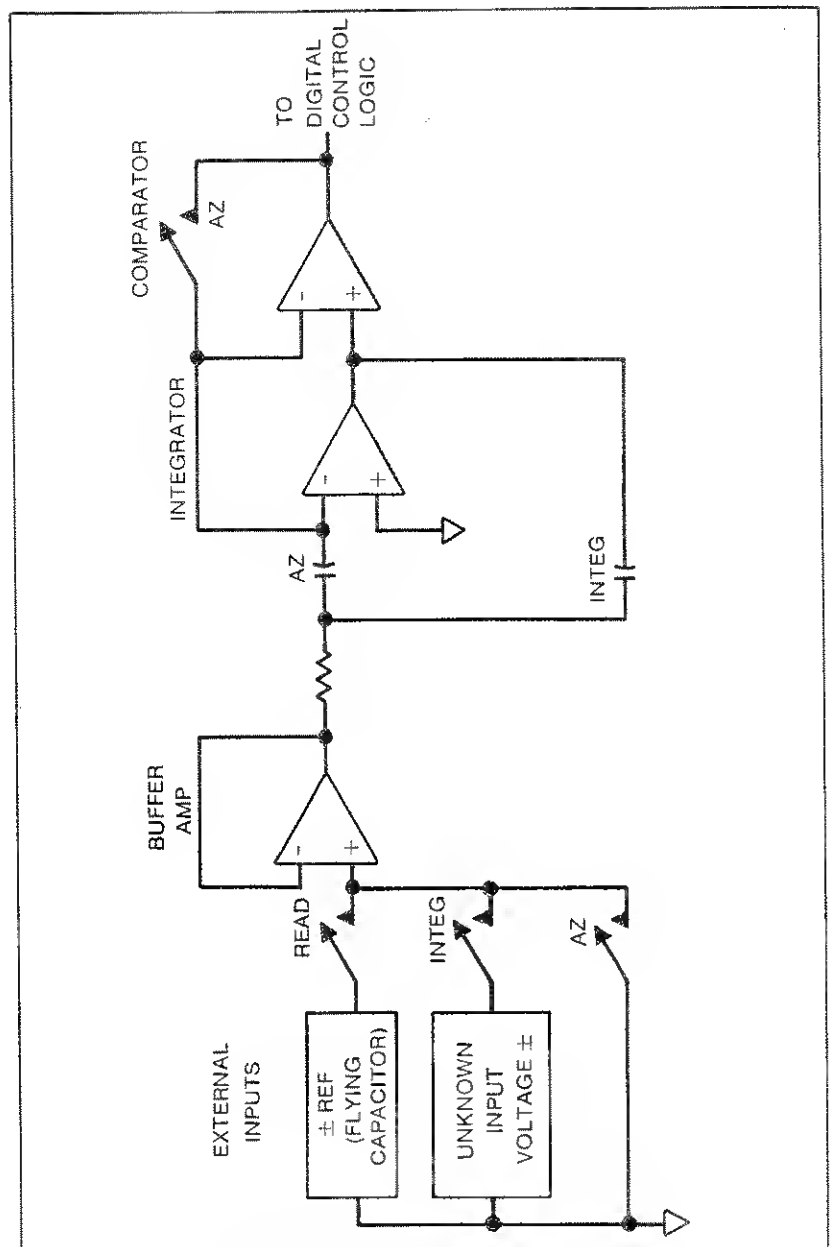 EXTERNAL
INPUTS
± REF
(FLYING
CAPACITOR)
UNKNOWN
INPUT
VOLTAGE ±
READ
INTEG
AZ
BUFFER
AMP
-
+
AZ
INTEG
INTEGRATOR
-
+
COMPARATOR
AZ
-
+
TO
DIGITAL
CONTROL
LOGIC